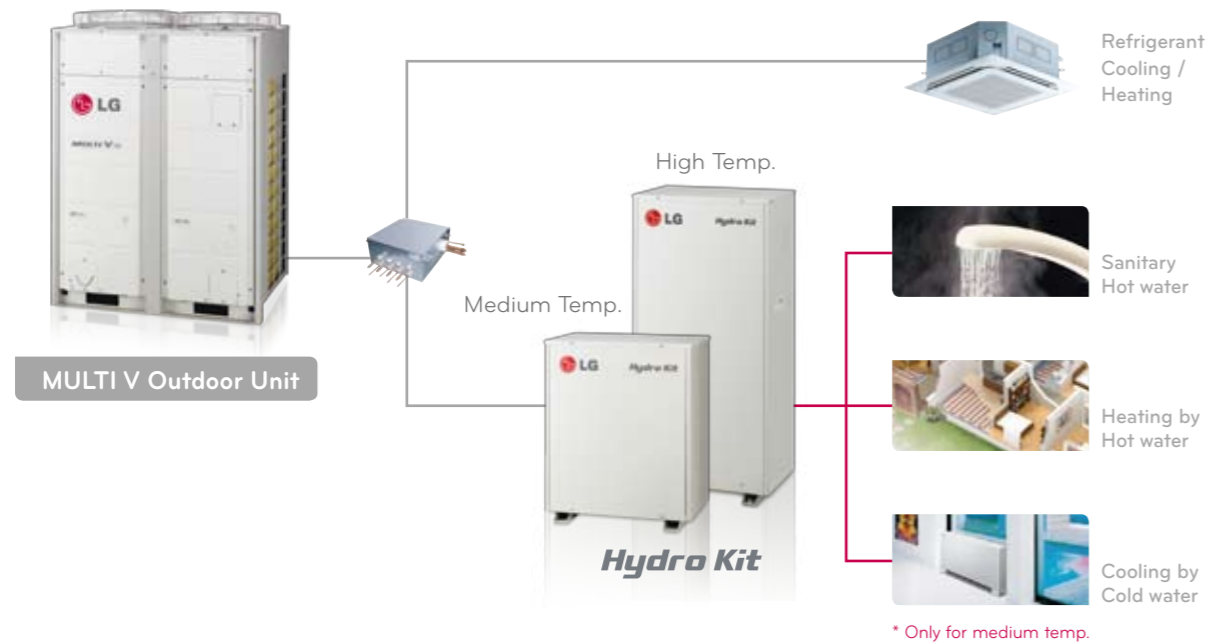 Refrigerant
Cooling /
Heating
LG
MULTI V
High Temp.
LG
Hydro Kit
Sanitary
Hot water
Medium Temp.
LG
Hydro Kit
MULTI V Outdoor Unit
Heating by
Hot water
Hydro Kit
Cooling by
Cold water
* Only for medium temp.